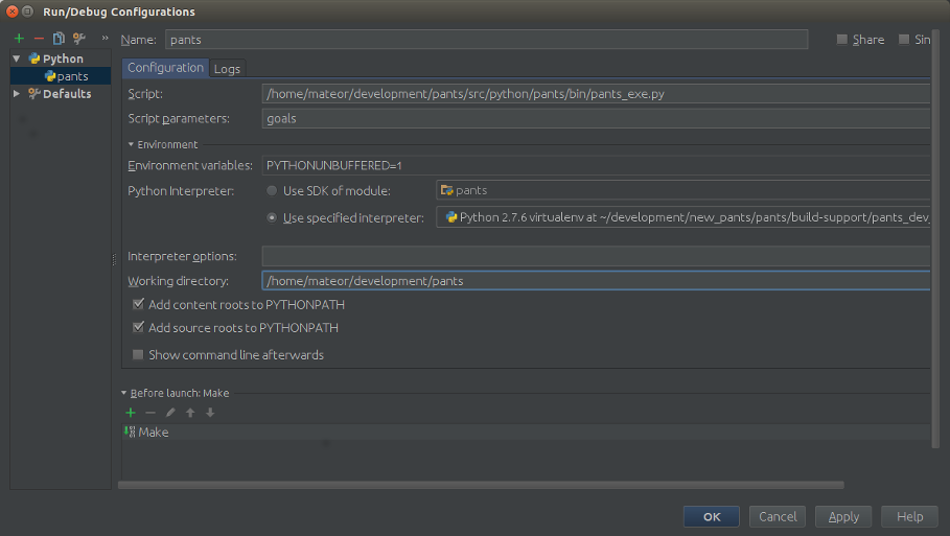 Run/Debug Configurations
» Name: pants Share Sin
Python
pants
Defaults
Configuration Logs
Script: /home/mateor/development/pants/src/python/pants/bin/pants_exe.py
Script parameters: goals
Environment
Environment variables: PYTHONUNBUFFERED=1
Python Interpreter: Use SDK of module: pants
Use specified interpreter: Python 2.7.6 virtualenv at ~/development/new_pants/pants/build-support/pants_dev_
Interpreter options:
Working directory: /home/mateor/development/pants
Add content roots to PYTHONPATH
Add source roots to PYTHONPATH
Show command line afterwards
Before launch: Make
Make
OK Cancel Apply Help